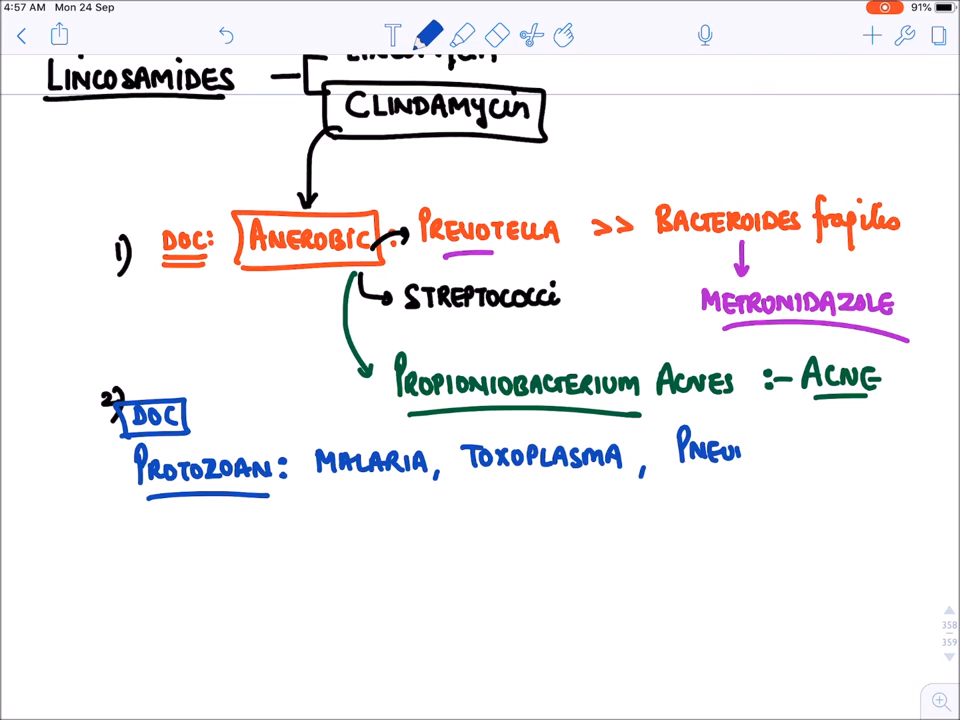 4:57 AM Mon 24 Sep 91%
T
LINCOSAMIDES
CLINDAMYCIN
1) DOC: ANEROBIC : PREVOTELLA >> BACTEROIDES fragilis
STREPTOCOCCI METRONIDAZOLE
PROPIONIOBACTERIUM ACNES :- ACNE
2) DOC
PROTOZOAN: MALARIA, TOXOPLASMA, PNEU
358
359